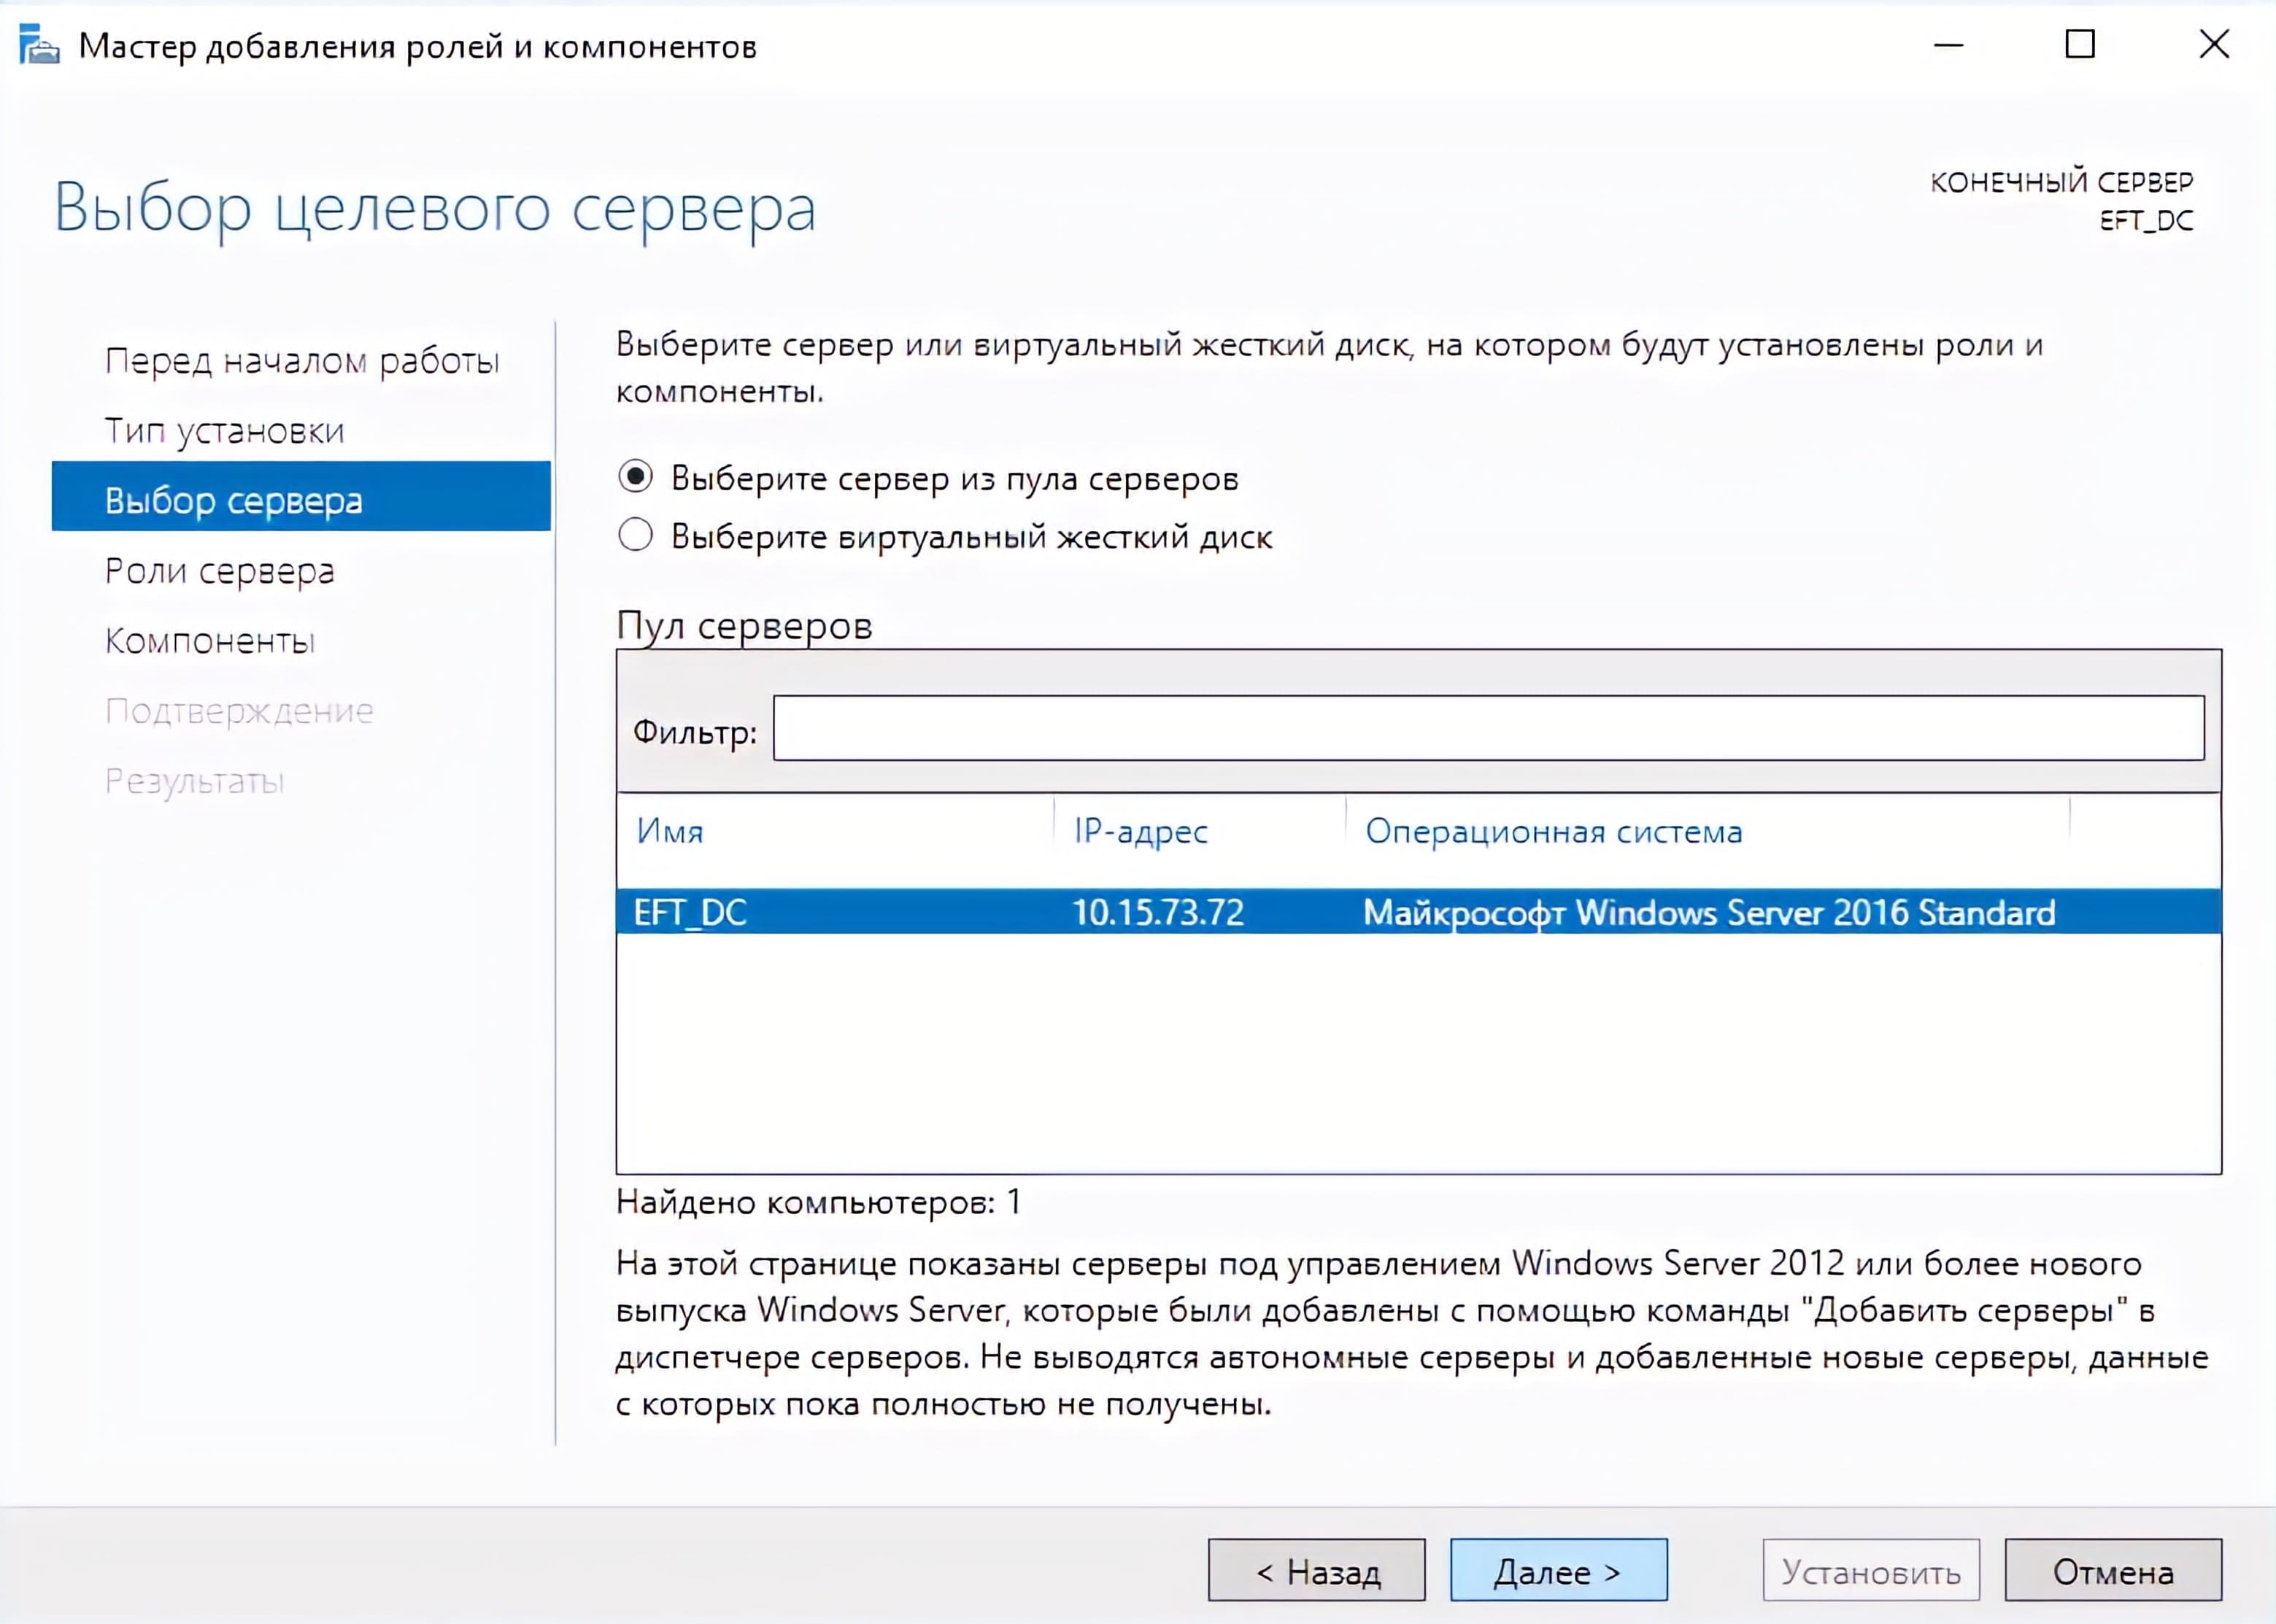 Мастер добавления ролей и компонентов
Выбор целевого сервера
КОНЕЧНЫЙ СЕРВЕР
EFT_DC
Перед началом работы
Тип установки
Выбор сервера
Роли сервера
Компоненты
Подтверждение
Результаты
Выберите сервер или виртуальный жесткий диск, на котором будут установлены роли и
компоненты.
Выберите сервер из пула серверов
Выберите виртуальный жесткий диск
Пул серверов
Фильтр:
Имя IP-адрес Операционная система
EFT_DC 10.15.73.72 Майкрософт Windows Server 2016 Standard
Найдено компьютеров: 1
На этой странице показаны серверы под управлением Windows Server 2012 или более нового
выпуска Windows Server, которые были добавлены с помощью команды "Добавить серверы" в
диспетчере серверов. Не выводятся автономные серверы и добавленные новые серверы, данные
с которых пока полностью не получены.
< Назад Далее > Установить Отмена